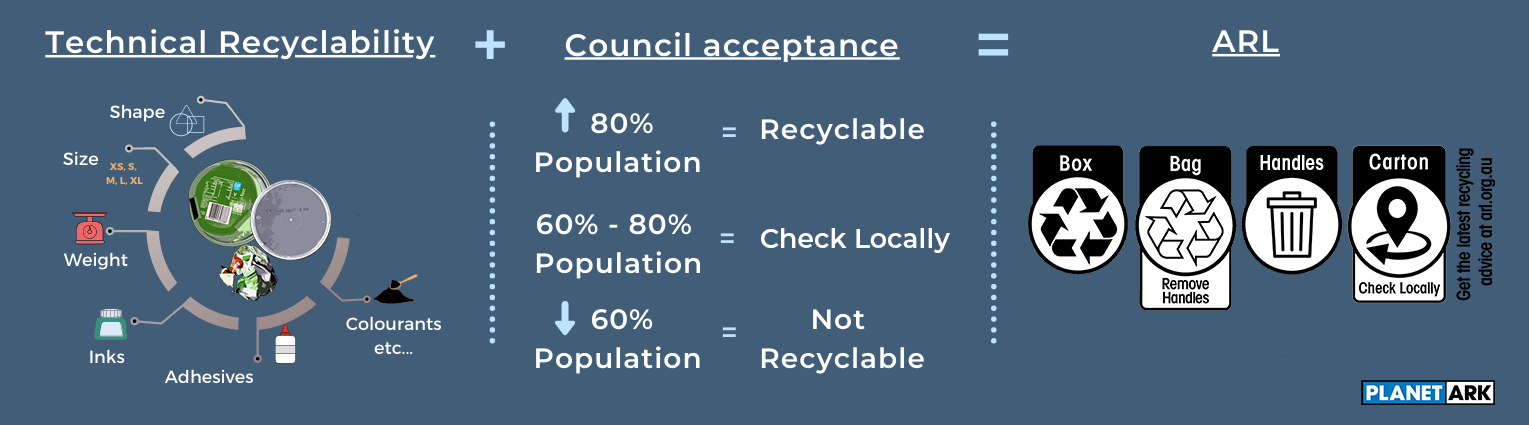 Technical Recyclability
+
Council acceptance
=
ARL
Shape
Size
XS, S,
M, L, XL
Weight
Inks
Adhesives
Colourants
etc...
80%
Population
=
Recyclable
60% - 80%
Population
=
Check Locally
60%
Population
=
Not
Recyclable
Box
Bag
Remove
Handles
Handles
Carton
Check Locally
Get the latest recycling
advice at arl.org.au
PLANET ARK